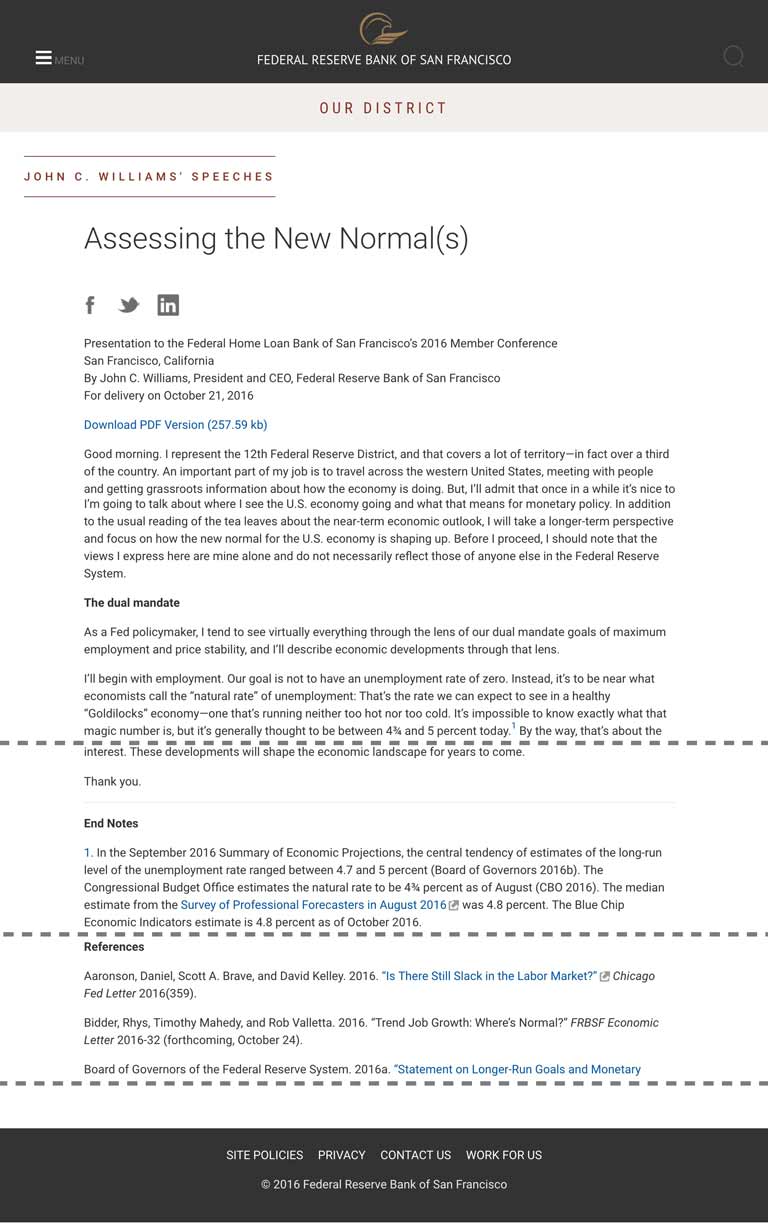 MENU
FEDERAL RESERVE BANK OF SAN FRANCISCO
OUR DISTRICT
JOHN C. WILLIAMS' SPEECHES
Assessing the New Normal(s)
f
in
Presentation to the Federal Home Loan Bank of San Francisco's 2016 Member Conference
San Francisco, California
By John C. Williams, President and CEO, Federal Reserve Bank of San Francisco
For delivery on October 21, 2016
Download PDF Version (257.59 kb)
Good morning. I represent the 12th Federal Reserve District, and that covers a lot of territory—in fact over a third
of the country. An important part of my job is to travel across the western United States, meeting with people
and getting grassroots information about how the economy is doing. But, I'll admit that once in a while it's nice to
I'm going to talk about where I see the U.S. economy going and what that means for monetary policy. In addition
to the usual reading of the tea leaves about the near-term economic outlook, I will take a longer-term perspective
and focus on how the new normal for the U.S. economy is shaping up. Before I proceed, I should note that the
views I express here are mine alone and do not necessarily reflect those of anyone else in the Federal Reserve
System.
The dual mandate
As a Fed policymaker, I tend to see virtually everything through the lens of our dual mandate goals of maximum
employment and price stability, and I'll describe economic developments through that lens.
I'll begin with employment. Our goal is not to have an unemployment rate of zero. Instead, it's to be near what
economists call the “natural rate” of unemployment: That's the rate we can expect to see in a healthy
“Goldilocks” economy—one that's running neither too hot nor too cold. It's impossible to know exactly what that
magic number is, but it's generally thought to be between 4¾ and 5 percent today.1 By the way, that's about the
interest. These developments will shape the economic landscape for years to come.
Thank you.
End Notes
1. In the September 2016 Summary of Economic Projections, the central tendency of estimates of the long-run
level of the unemployment rate ranged between 4.7 and 5 percent (Board of Governors 2016b). The
Congressional Budget Office estimates the natural rate to be 4¾ percent as of August (CBO 2016). The median
estimate from the Survey of Professional Forecasters in August 2016 was 4.8 percent. The Blue Chip
Economic Indicators estimate is 4.8 percent as of October 2016.
References
Aaronson, Daniel, Scott A. Brave, and David Kelley. 2016. “Is There Still Slack in the Labor Market?” Chicago
Fed Letter 2016(359).
Bidder, Rhys, Timothy Mahedy, and Rob Valletta. 2016. “Trend Job Growth: Where's Normal?” FRBSF Economic
Letter 2016-32 (forthcoming, October 24).
Board of Governors of the Federal Reserve System. 2016a. “Statement on Longer-Run Goals and Monetary
SITE POLICIES PRIVACY CONTACT US WORK FOR US
© 2016 Federal Reserve Bank of San Francisco